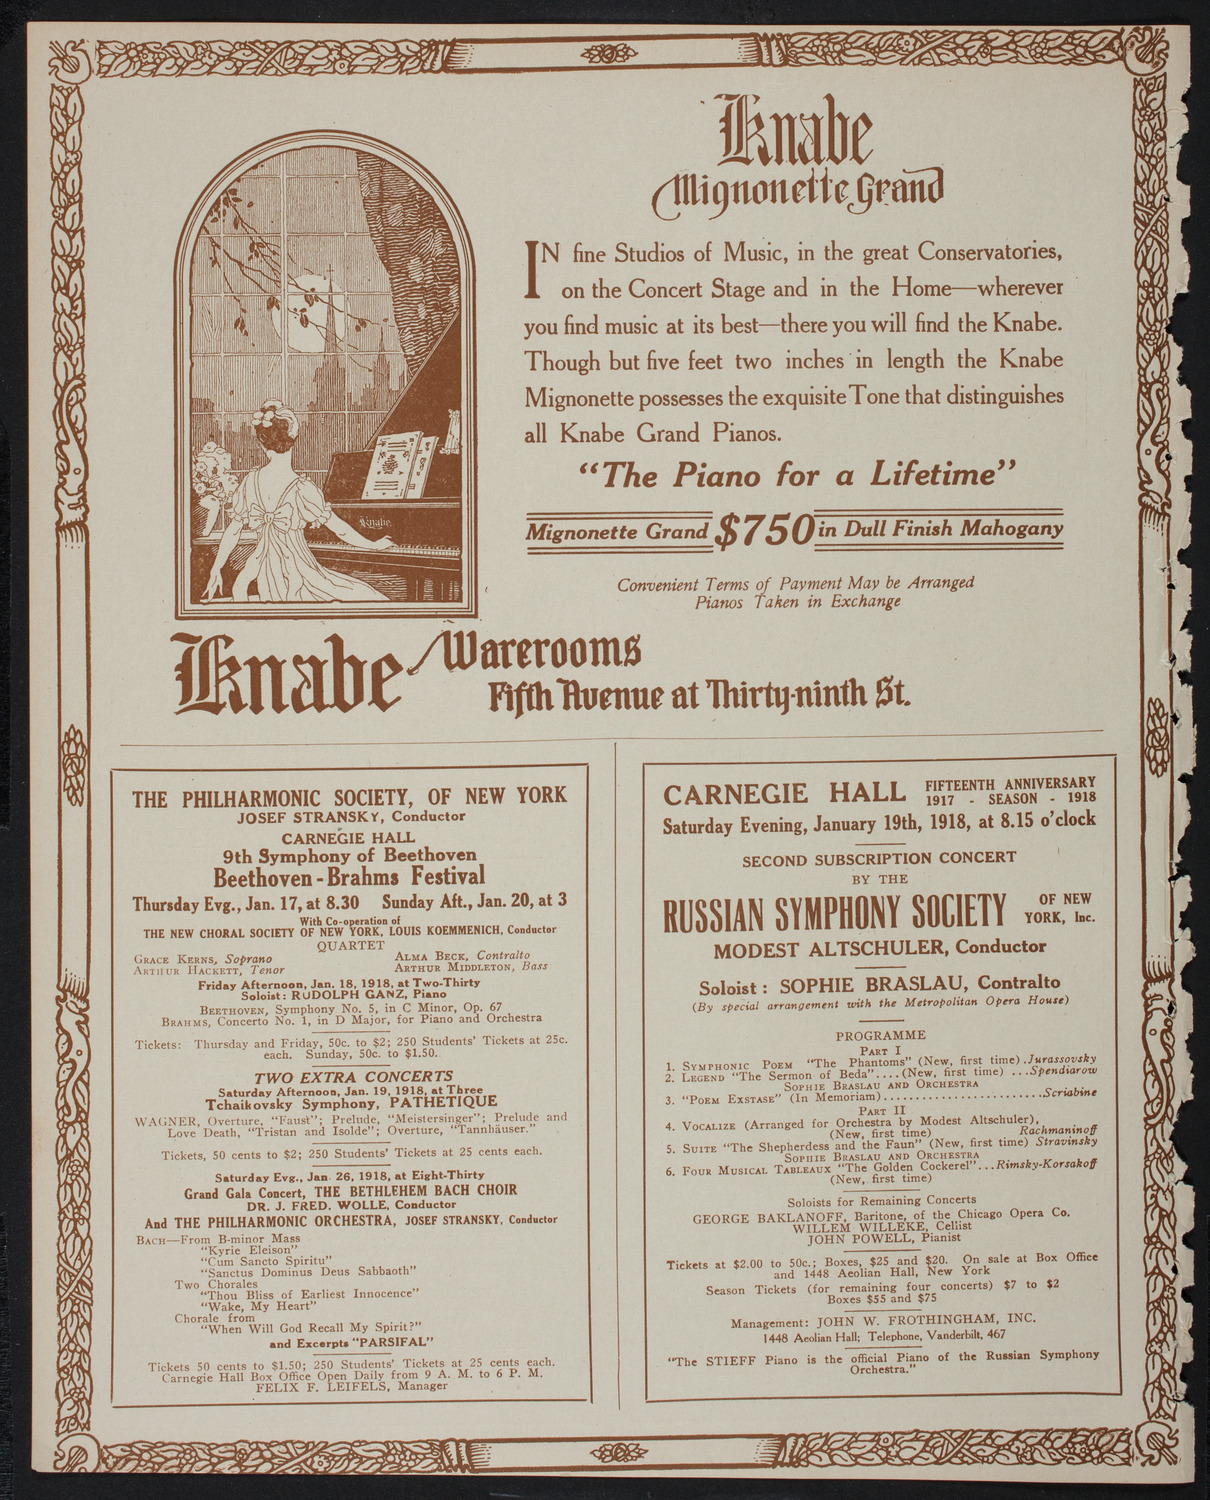 Knabe
Mignonette Grand
IN fine Studios of Music, in the great Conservatories,
on the Concert Stage and in the Home—wherever
you find music at its best—there you will find the Knabe.
Though but five feet two inches in length the Knabe
Mignonette possesses the exquisite Tone that distinguishes
all Knabe Grand Pianos.
"The Piano for a Lifetime"
Mignonette Grand $750 in Dull Finish Mahogany
Convenient Terms of Payment May be Arranged
Pianos Taken in Exchange
Knabe
Knabe Warerooms
Fifth Avenue at Thirty-ninth St.
THE PHILHARMONIC SOCIETY, OF NEW YORK
JOSEF STRANSKY, Conductor
CARNEGIE HALL
9th Symphony of Beethoven
Beethoven-Brahms Festival
Thursday Evg., Jan. 17, at 8.30 Sunday Aft., Jan. 20, at 3
With Co-operation of
THE NEW CHORAL SOCIETY OF NEW YORK, LOUIS KOEMMENICH, Conductor
QUARTET
GRACE KERNS, Soprano ALMA BECK, Contralto
ARTHUR HACKETT, Tenor ARTHUR MIDDLETON, Bass
Friday Afternoon, Jan. 18, 1918, at Two-Thirty
Soloist: RUDOLPH GANZ, Piano
BEETHOVEN, Symphony No. 5, in C Minor, Op. 67
BRAHMS, Concerto No. 1, in D Major, for Piano and Orchestra
Tickets: Thursday and Friday, 50c. to $2; 250 Students' Tickets at 25c.
each. Sunday, 50c. to $1.50.
TWO EXTRA CONCERTS
Saturday Afternoon, Jan. 19, 1918, at Three
Tchaikovsky Symphony, PATHETIQUE
WAGNER, Overture, "Faust"; Prelude, "Meistersinger"; Prelude and
Love Death, "Tristan and Isolde"; Overture, "Tannhäuser."
Tickets, 50 cents to $2; 250 Students' Tickets at 25 cents each.
Saturday Evg., Jan. 26, 1918, at Eight-Thirty
Grand Gala Concert, THE BETHLEHEM BACH CHOIR
DR. J. FRED. WOLLE, Conductor
And THE PHILHARMONIC ORCHESTRA, JOSEF STRANSKY, Conductor
BACH—From B-minor Mass
"Kyrie Eleison"
"Cum Sancto Spiritu"
"Sanctus Dominus Deus Sabbaoth"
Two Chorales
"Thou Bliss of Earliest Innocence"
"Wake, My Heart"
Chorale from
"When Will God Recall My Spirit?"
and Excerpts "PARSIFAL"
Tickets 50 cents to $1.50; 250 Students' Tickets at 25 cents each.
Carnegie Hall Box Office Open Daily from 9 A. M. to 6 P. M.
FELIX F. LEIFELS, Manager
CARNEGIE HALL FIFTEENTH ANNIVERSARY
1917 - SEASON - 1918
Saturday Evening, January 19th, 1918, at 8.15 o'clock
SECOND SUBSCRIPTION CONCERT
BY THE
RUSSIAN SYMPHONY SOCIETY OF NEW
YORK, Inc.
MODEST ALTSCHULER, Conductor
Soloist: SOPHIE BRASLAU, Contralto
(By special arrangement with the Metropolitan Opera House)
PROGRAMME
PART I
1. SYMPHONIC POEM "The Phantoms" (New, first time) .Jurassovsky
2. LEGEND "The Sermon of Beda"....(New, first time) ...Spendiarow
SOPHIE BRASLAU AND ORCHESTRA
3. "POEM EXSTASE" (In Memoriam)........................Scriabine
PART II
4. VOCALIZE (Arranged for Orchestra by Modest Altschuler),
(New, first time) Rachmaninoff
5. SUITE "The Shepherdess and the Faun" (New, first time) Stravinsky
SOPHIE BRASLAU AND ORCHESTRA
6. FOUR MUSICAL TABLEAUX "The Golden Cockerel"...Rimsky-Korsakoff
(New, first time)
Soloists for Remaining Concerts
GEORGE BAKLANOFF, Baritone, of the Chicago Opera Co.
WILLEM WILLEKE, Cellist
JOHN POWELL, Pianist
Tickets at $2.00 to 50c.; Boxes, $25 and $20. On sale at Box Office
and 1448 Aeolian Hall, New York
Season Tickets (for remaining four concerts) $7 to $2
Boxes $55 and $75
Management: JOHN W. FROTHINGHAM, INC.
1448 Aeolian Hall; Telephone, Vanderbilt, 467
"The STIEFF Piano is the official Piano of the Russian Symphony
Orchestra."